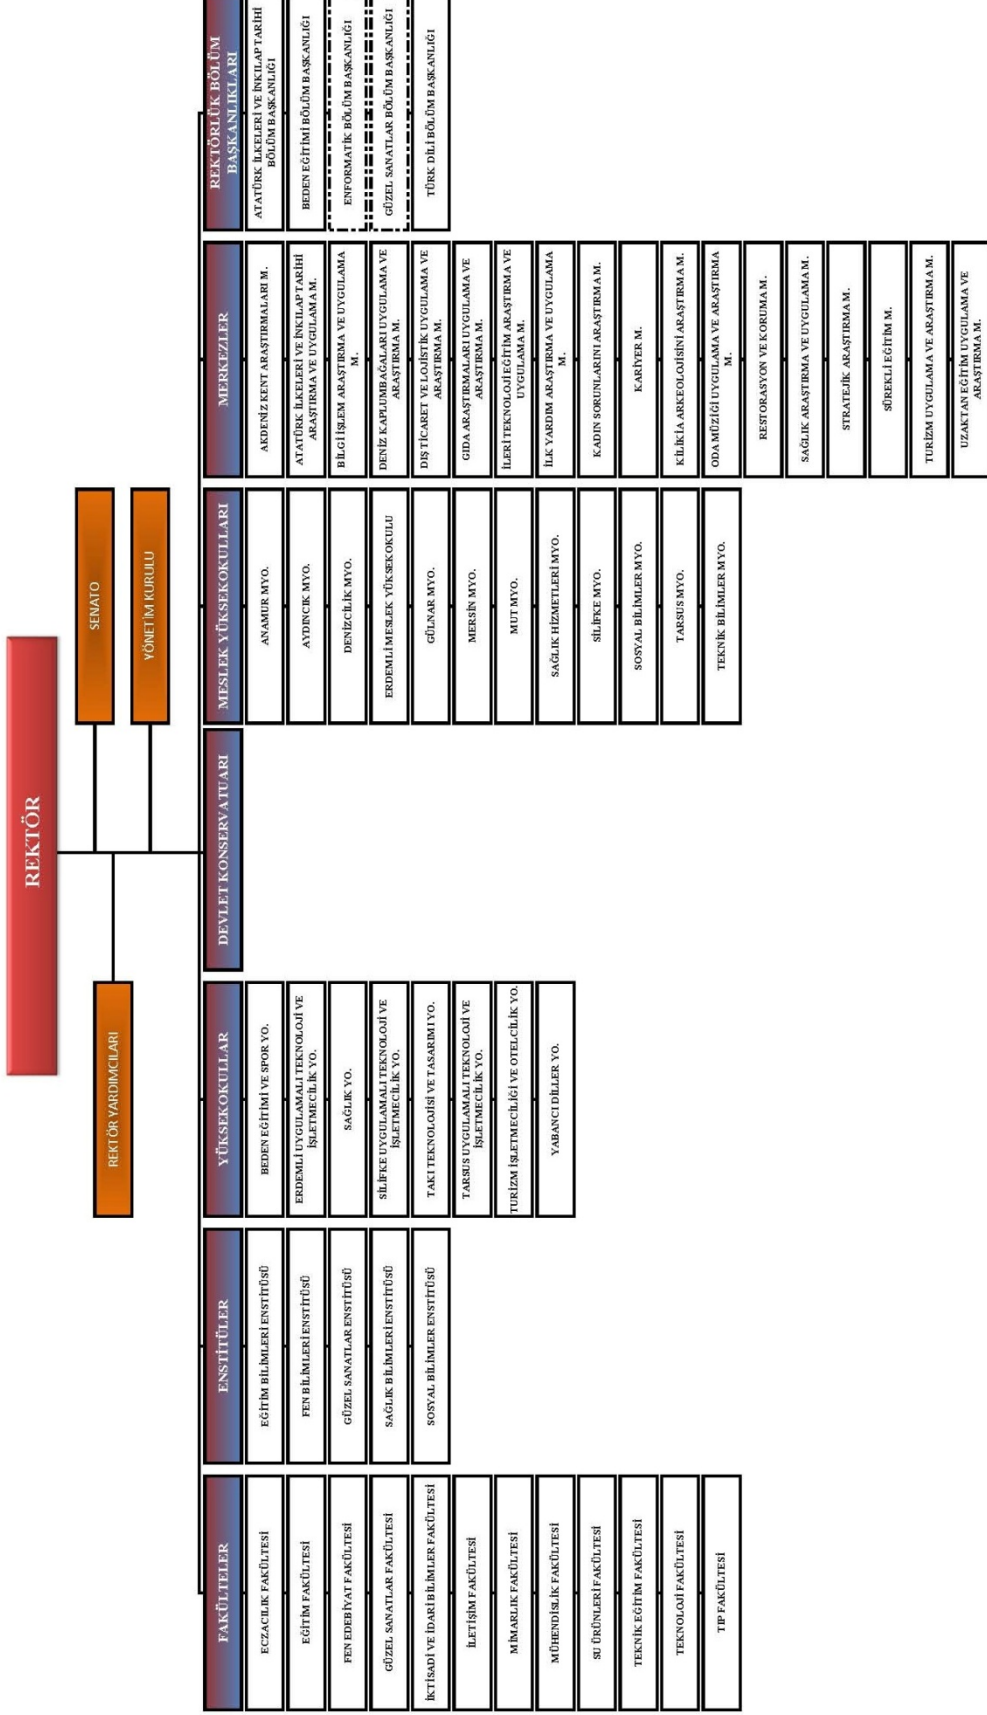 REKTÖR
REKTÖR YARDIMCILARI
SENATO
YÖNETİM KURULU
FAKÜLTELER
ECZACILIK FAKÜLTESİ
EĞİTİM FAKÜLTESİ
FEN EDEBİYAT FAKÜLTESİ
GÜZEL SANATLAR FAKÜLTESİ
İKTİSADİ VE İDARİ BİLİMLER FAKÜLTESİ
İLETİŞİM FAKÜLTESİ
MİMARLIK FAKÜLTESİ
MÜHENDİSLİK FAKÜLTESİ
SU ÜRÜNLERİ FAKÜLTESİ
TEKNİK EĞİTİM FAKÜLTESİ
TEKNOLOJİ FAKÜLTESİ
TIP FAKÜLTESİ
ENSTİTÜLER
EĞİTİM BİLİMLERİ ENSTİTÜSÜ
FEN BİLİMLERİ ENSTİTÜSÜ
GÜZEL SANATLAR ENSTİTÜSÜ
SAĞLIK BİLİMLERİ ENSTİTÜSÜ
SOSYAL BİLİMLER ENSTİTÜSÜ
YÜKSEKOKULLAR
BEDEN EĞİTİMİ VE SPOR YO.
ERDEMLİ UYGULAMALI TEKNOLOJİ VE
İŞLETMECİLİK YO.
SAĞLIK YO.
SİLİFKE UYGULAMALI TEKNOLOJİ VE
İŞLETMECİLİK YO.
TAKI TEKNOLOJİSİ VE TASARIMI YO.
TARSUS UYGULAMALI TEKNOLOJİ VE
İŞLETMECİLİK YO.
TURİZM İŞLETMECİLİĞİ VE OTELCİLİK YO.
YABANCI DİLLER YO.
DEVLET KONSERVATUARI
MESLEK YÜKSEKOKULLARI
ANAMUR MYO.
AYDINCIK MYO.
DENİZCİLİK MYO.
ERDEMLİ MESLEK YÜKSEKOKULU
GÜLNAR MYO.
MERSİN MYO.
MUT MYO.
SAĞLIK HİZMETLERİ MYO.
SİLİFKE MYO.
SOSYAL BİLİMLER MYO.
TARSUS MYO.
TEKNİK BİLİMLER MYO.
MERKEZLER
AKDENİZ KENT ARAŞTIRMALARI M.
ATATÜRK İLKELERİ VE İNKILAP TARİHİ
ARAŞTIRMA VE UYGULAMA M.
BİLGİ İŞLEM ARAŞTIRMA VE UYGULAMA
M.
DENİZ KAPLUMBAĞALARI UYGULAMA VE
ARAŞTIRMA M.
DIŞ TİCARET VE LOJİSTİK UYGULAMA VE
ARAŞTIRMA M.
GIDA ARAŞTIRMALARI UYGULAMA VE
ARAŞTIRMA M.
İLERİ TEKNOLOJİ EĞİTİM ARAŞTIRMA VE
UYGULAMA M.
İLK YARDIM ARAŞTIRMA VE UYGULAMA
M.
KADIN SORUNLARINI ARAŞTIRMA M.
KARİYER M.
KİLİKİA ARKEOLOJİSİNİ ARAŞTIRMA M.
ODA MÜZİĞİ UYGULAMA VE ARAŞTIRMA
M.
RESTORASYON VE KORUMA M.
SAĞLIK ARAŞTIRMA VE UYGULAMA M.
STRATEJİK ARAŞTIRMA M.
SÜREKLİ EĞİTİM M.
TURİZM UYGULAMA VE ARAŞTIRMA M.
UZAKTAN EĞİTİM UYGULAMA VE
ARAŞTIRMA M.
REKTÖRLÜK BÖLÜM
BAŞKANLIKLARI
ATATÜRK İLKELERİ VE İNKILAP TARİHİ
BÖLÜM BAŞKANLIĞI
BEDEN EĞİTİMİ BÖLÜM BAŞKANLIĞI
ENFORMATİK BÖLÜM BAŞKANLIĞI
GÜZEL SANATLAR BÖLÜM BAŞKANLIĞI
TÜRK DİLİ BÖLÜM BAŞKANLIĞI